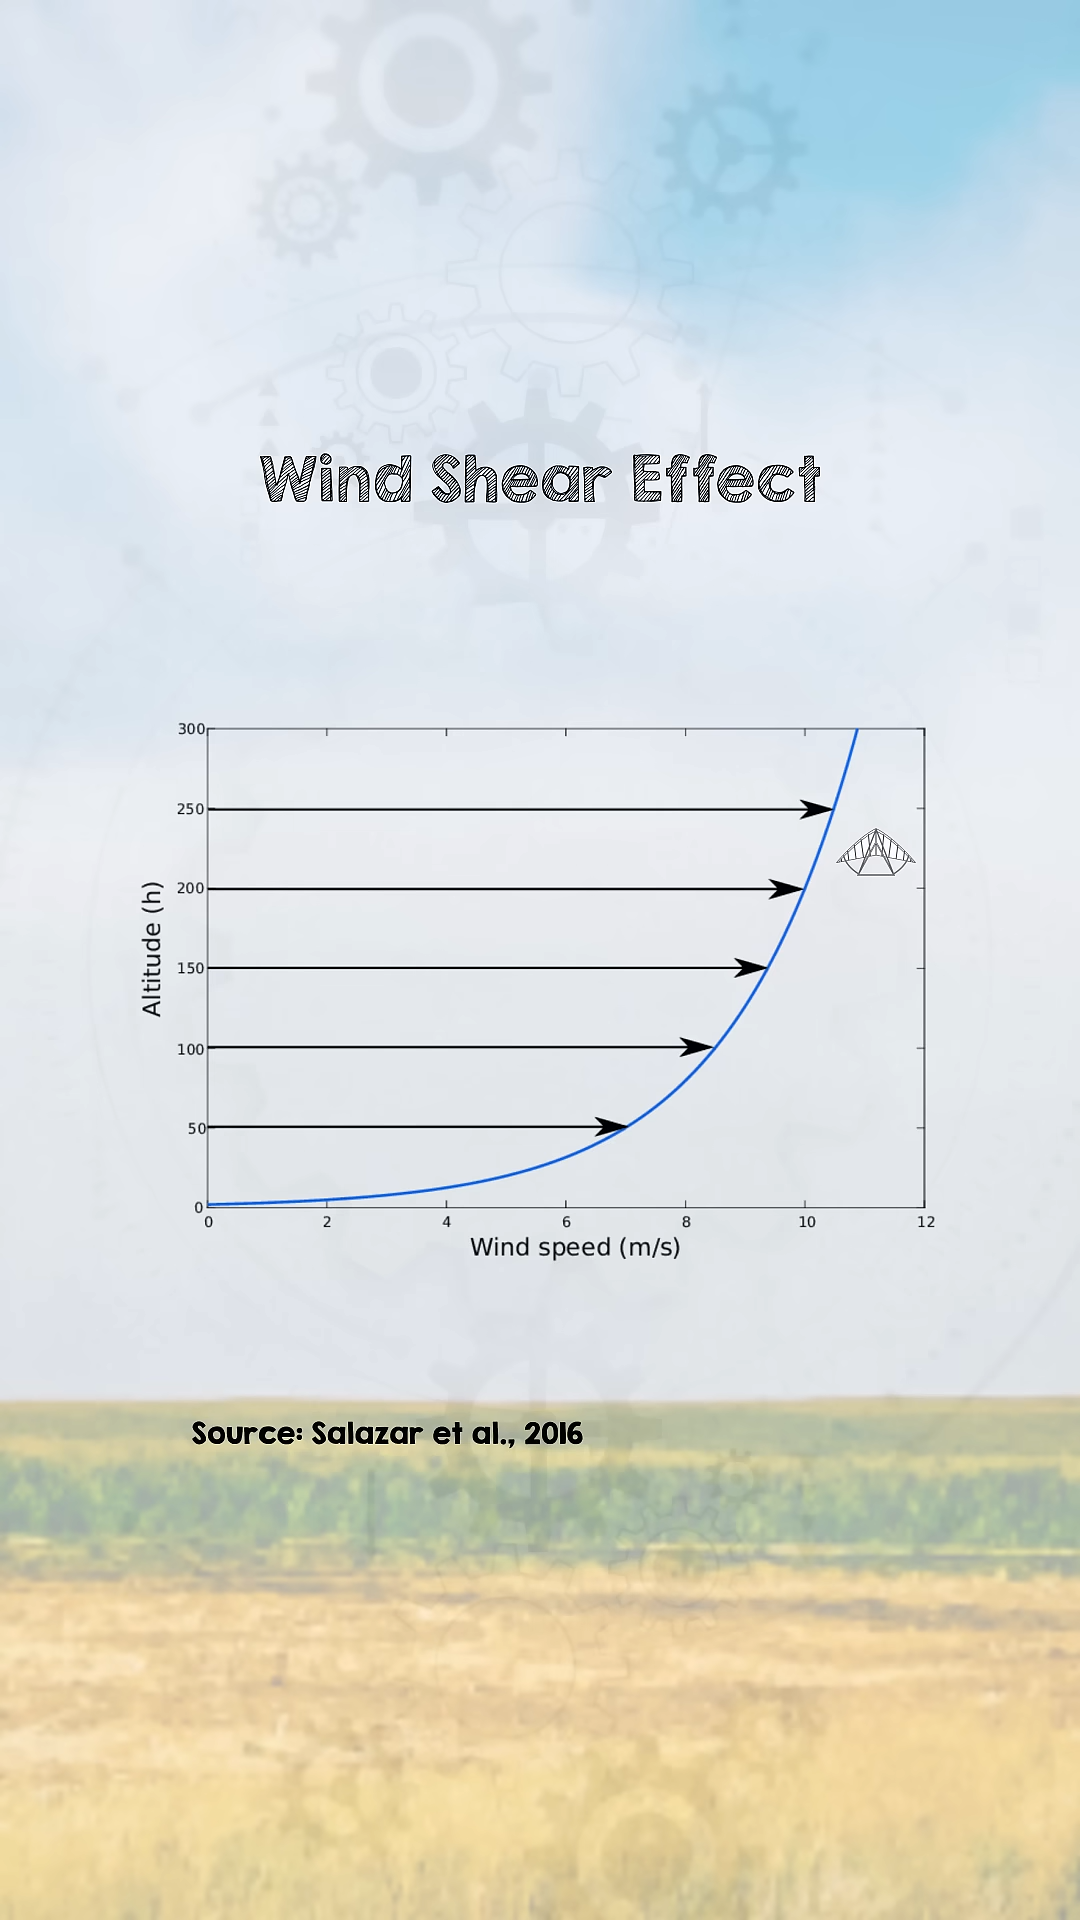 Wind Shear Effect
300
250
200
150
100
50
0
Altitude (h)
0 2 4 6 8 10 12
Wind speed (m/s)
Source: Salazar et al., 2016